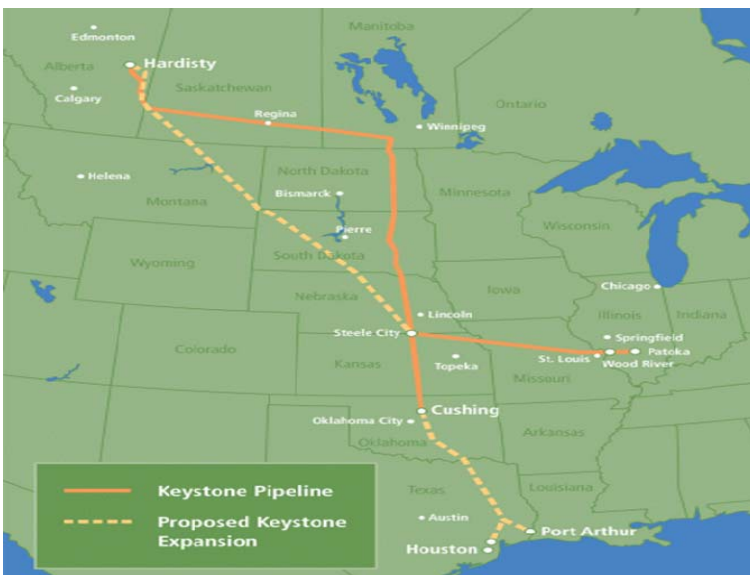 Manitoba
Edmonton
Hardisty
Alberta
Saskatchewan
Calgary
Ontario
Regina
Winnipeg
North Dakota
Helena
Bismarck
Minnesota
Montana
Pierre
Wisconsin
South Dakota
Wyoming
Chicago
Iowa
Nebraska
Lincoln
Illinois
Indiana
Steele City
Springfield
Colorado
St. Louis
Patoka
Kansas
Topeka
Wood River
Missouri
Cushing
Oklahoma City
Arkansas
Oklahoma
Texas
Louisiana
Keystone Pipeline
Austin
Proposed Keystone
Expansion
Port Arthur
Houston